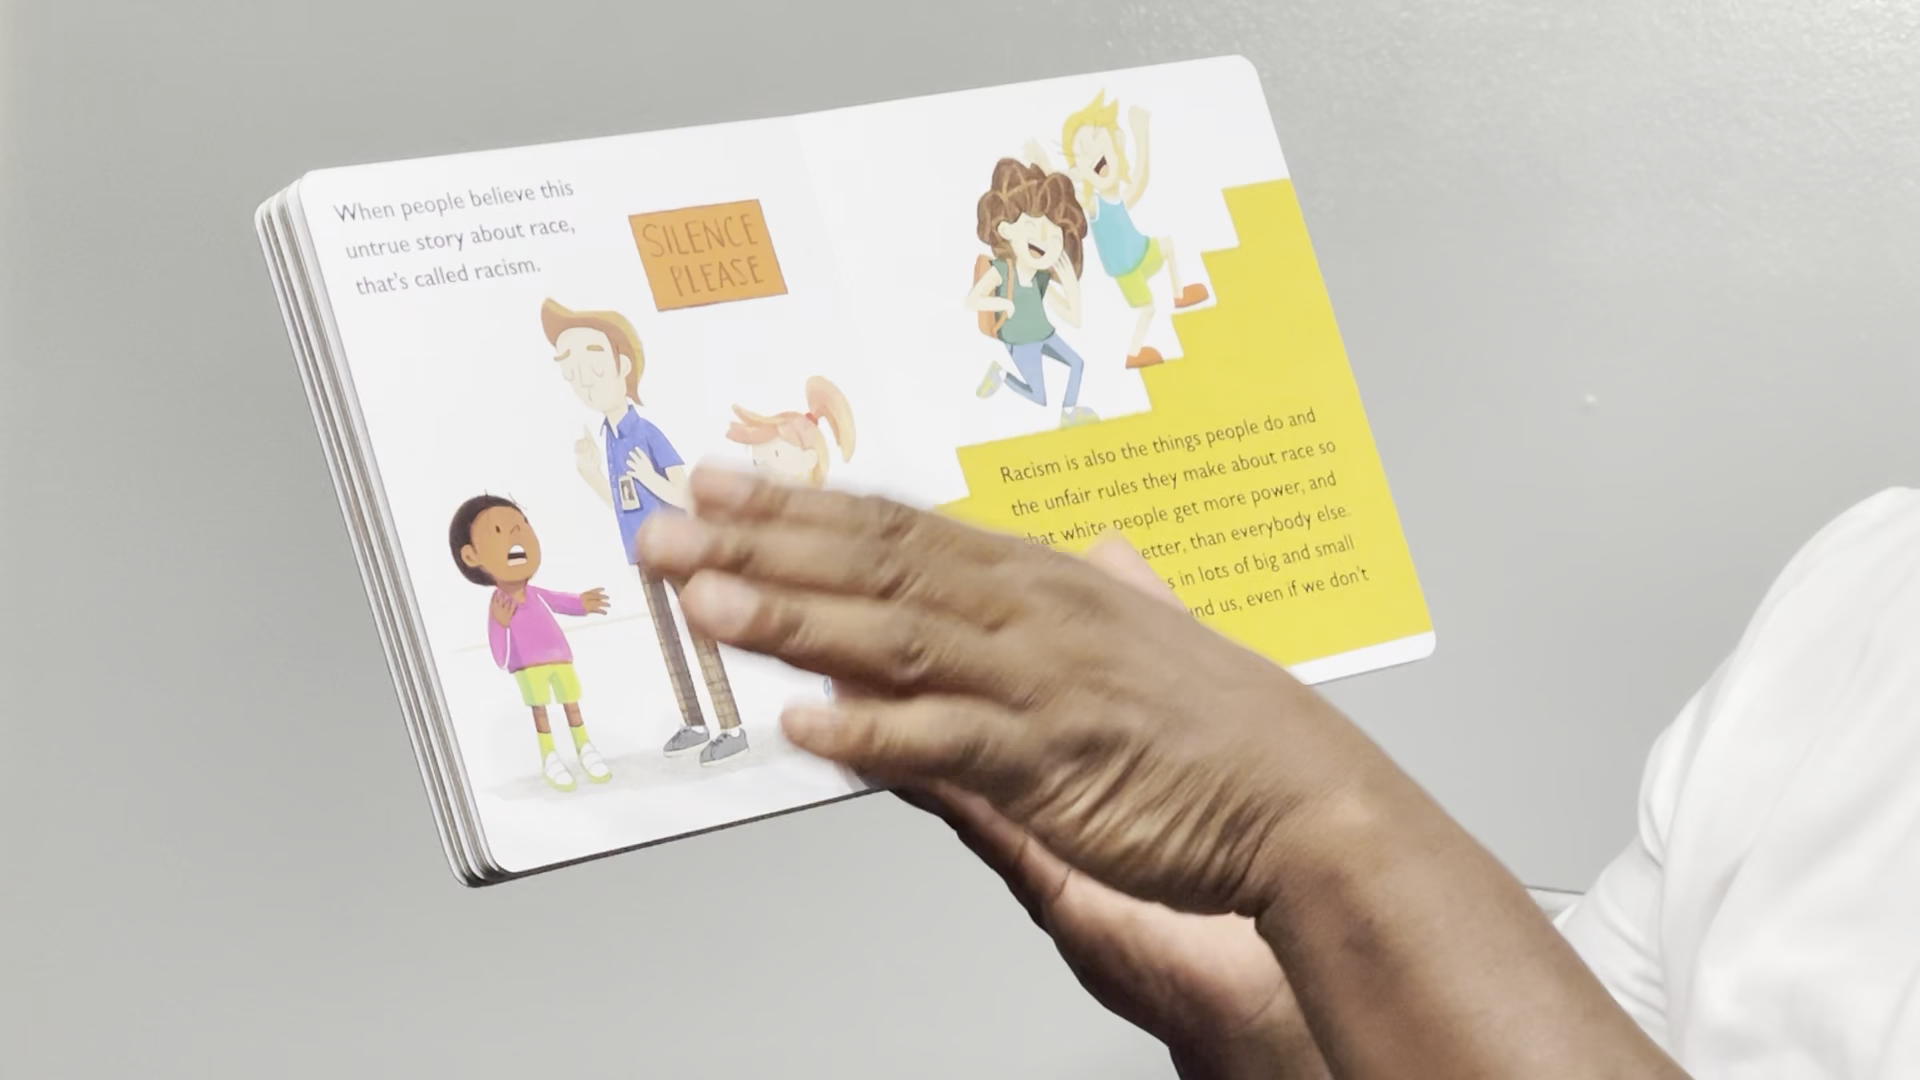 When people believe this
untrue story about race,
that's called racism.
SILENCE
PLEASE
Racism is also the things people do and
the unfair rules they make about race so
that white people get more power, and
than everybody else.
in lots of big and small
us, even if we don't